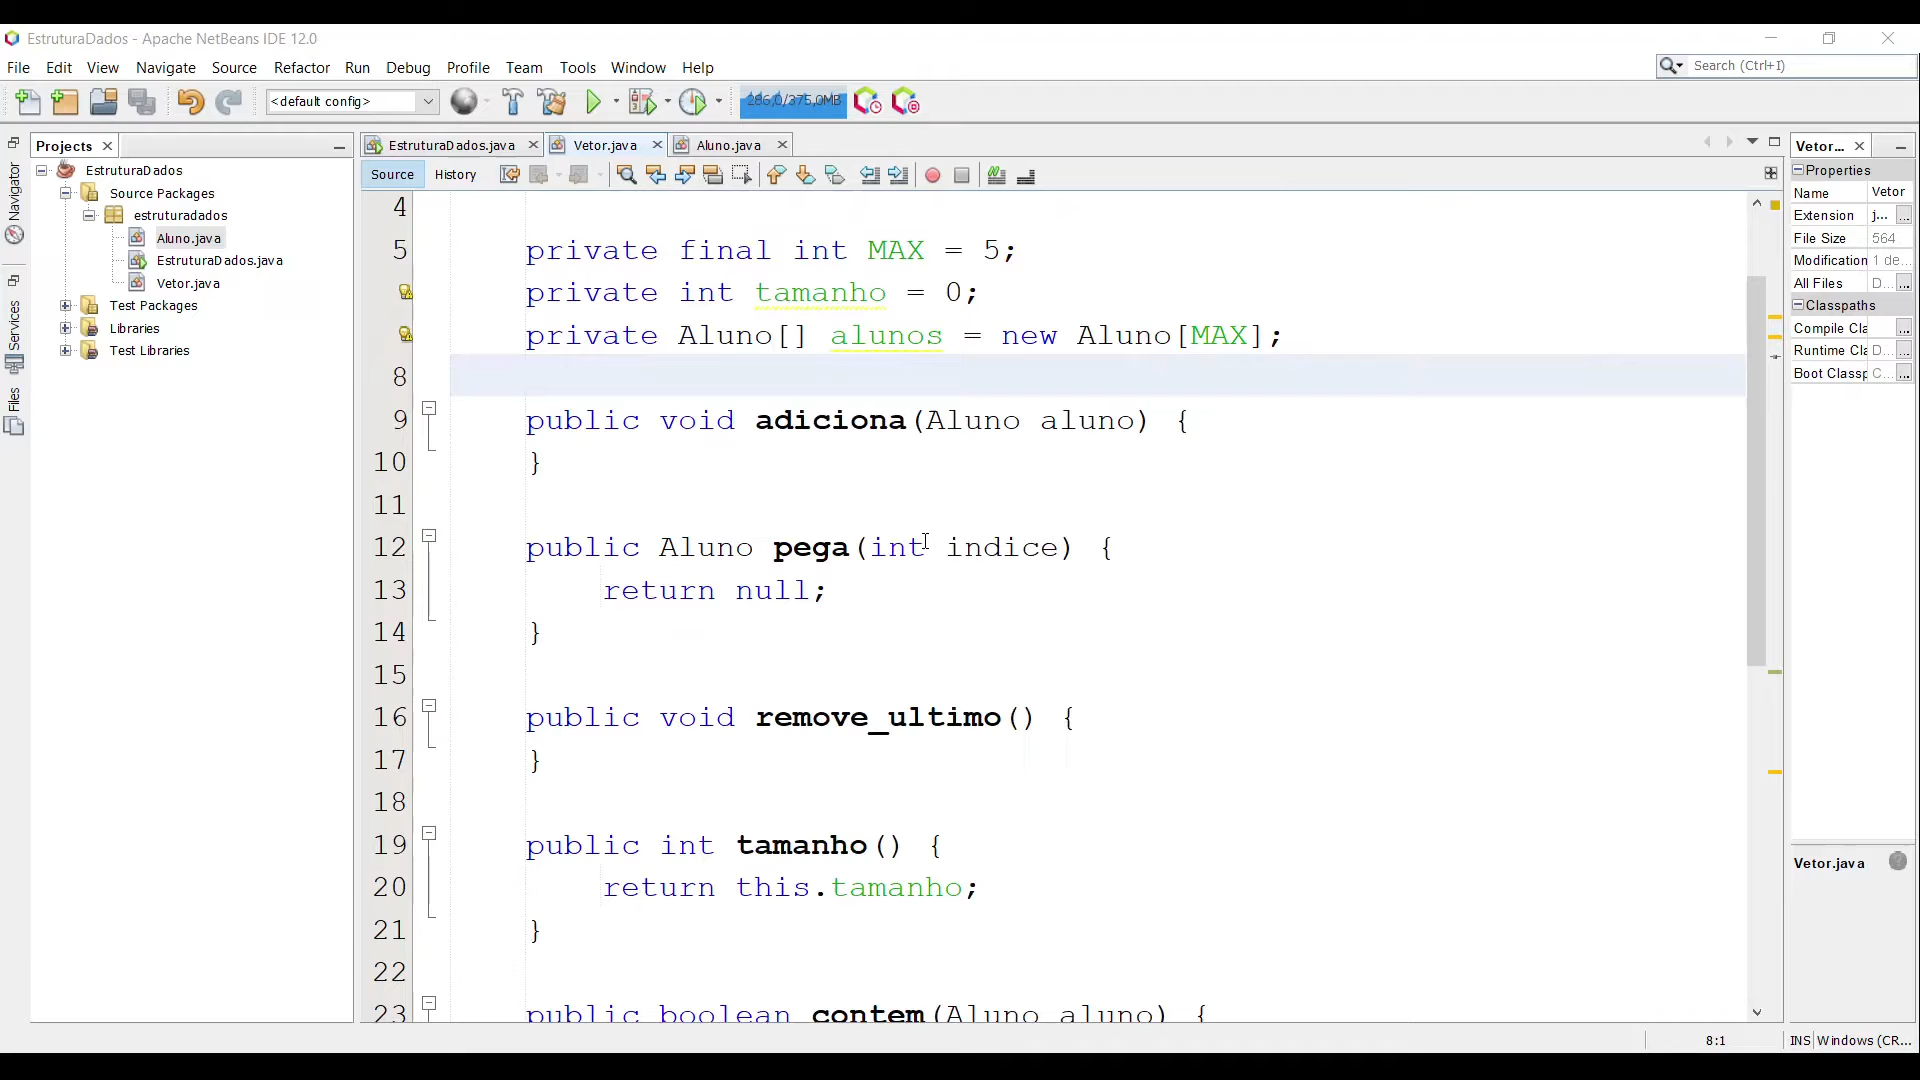 EstruturaDados - Apache NetBeans IDE 12.0
File Edit View Navigate Source Refactor Run Debug Profile Team Tools Window Help
Search (Ctrl+I)
<default config>
286,0/375,0MB
Projects
EstruturaDados
Source Packages
estruturadados
Aluno.java
EstruturaDados.java
Vetor.java
Test Packages
Libraries
Test Libraries
Navigator
Services
Files
EstruturaDados.java Vetor.java Aluno.java
Source History
4
5 private final int MAX = 5;
private int tamanho = 0;
private Aluno[] alunos = new Aluno[MAX];
8
9 public void adiciona(Aluno aluno) {
10 }
11
12 public Aluno pega(int indice) {
13 return null;
14 }
15
16 public void remove_ultimo() {
17 }
18
19 public int tamanho() {
20 return this.tamanho;
21 }
22
23 public boolean contem(Aluno aluno) {
Vetor...
Properties
Name Vetor
Extension j... ...
File Size 564
Modification 1 de...
All Files D... ...
Classpaths
Compile Cla ...
Runtime Cla D... ...
Boot Classp C... ...
Vetor.java
8:1 INS Windows (CR...